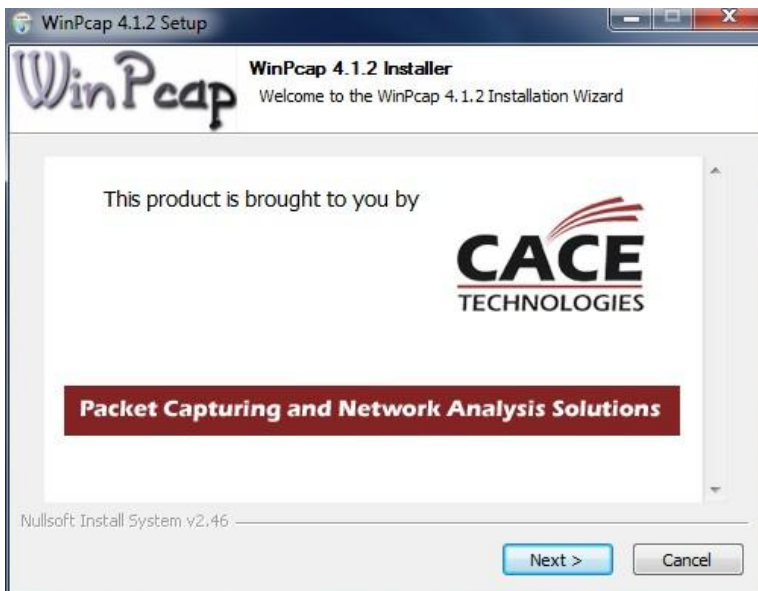 WinPcap 4.1.2 Setup
WinPcap
WinPcap 4.1.2 Installer
Welcome to the WinPcap 4.1.2 Installation Wizard
This product is brought to you by
CACE
TECHNOLOGIES
Packet Capturing and Network Analysis Solutions
Nullsoft Install System v2.46
Next >
Cancel